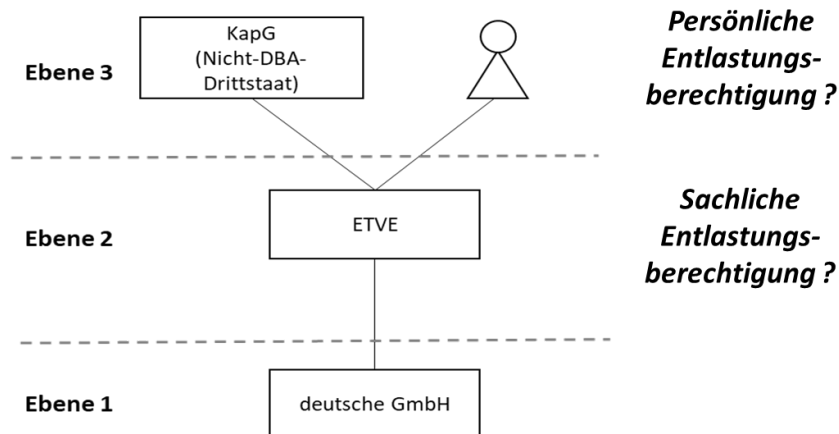 KapG
(Nicht-DBA-
Drittstaat)
Ebene 3
Persönliche
Entlastungs-
berechtigung ?
ETVE
Ebene 2
Sachliche
Entlastungs-
berechtigung ?
Ebene 1
deutsche GmbH